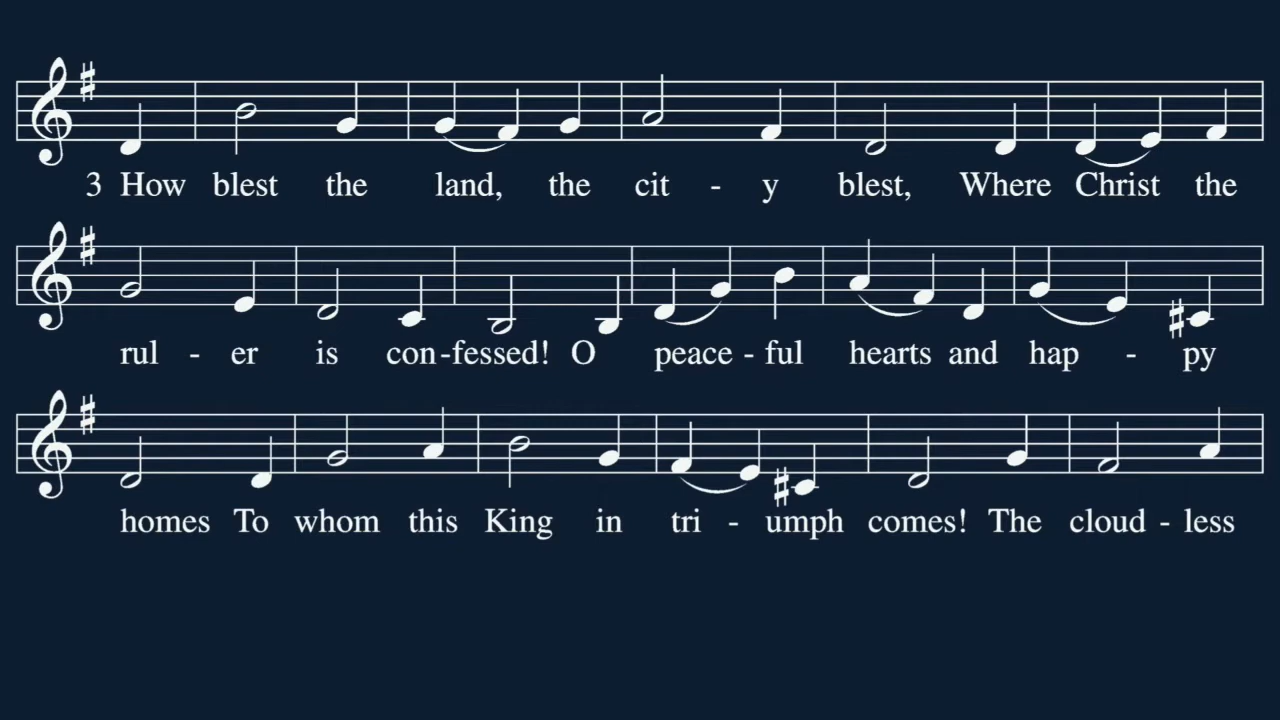 3 How blest the land, the cit - y blest, Where Christ the
rul - er is con - fessed! O peace - ful hearts and hap - py
homes To whom this King in tri - umph comes! The cloud - less